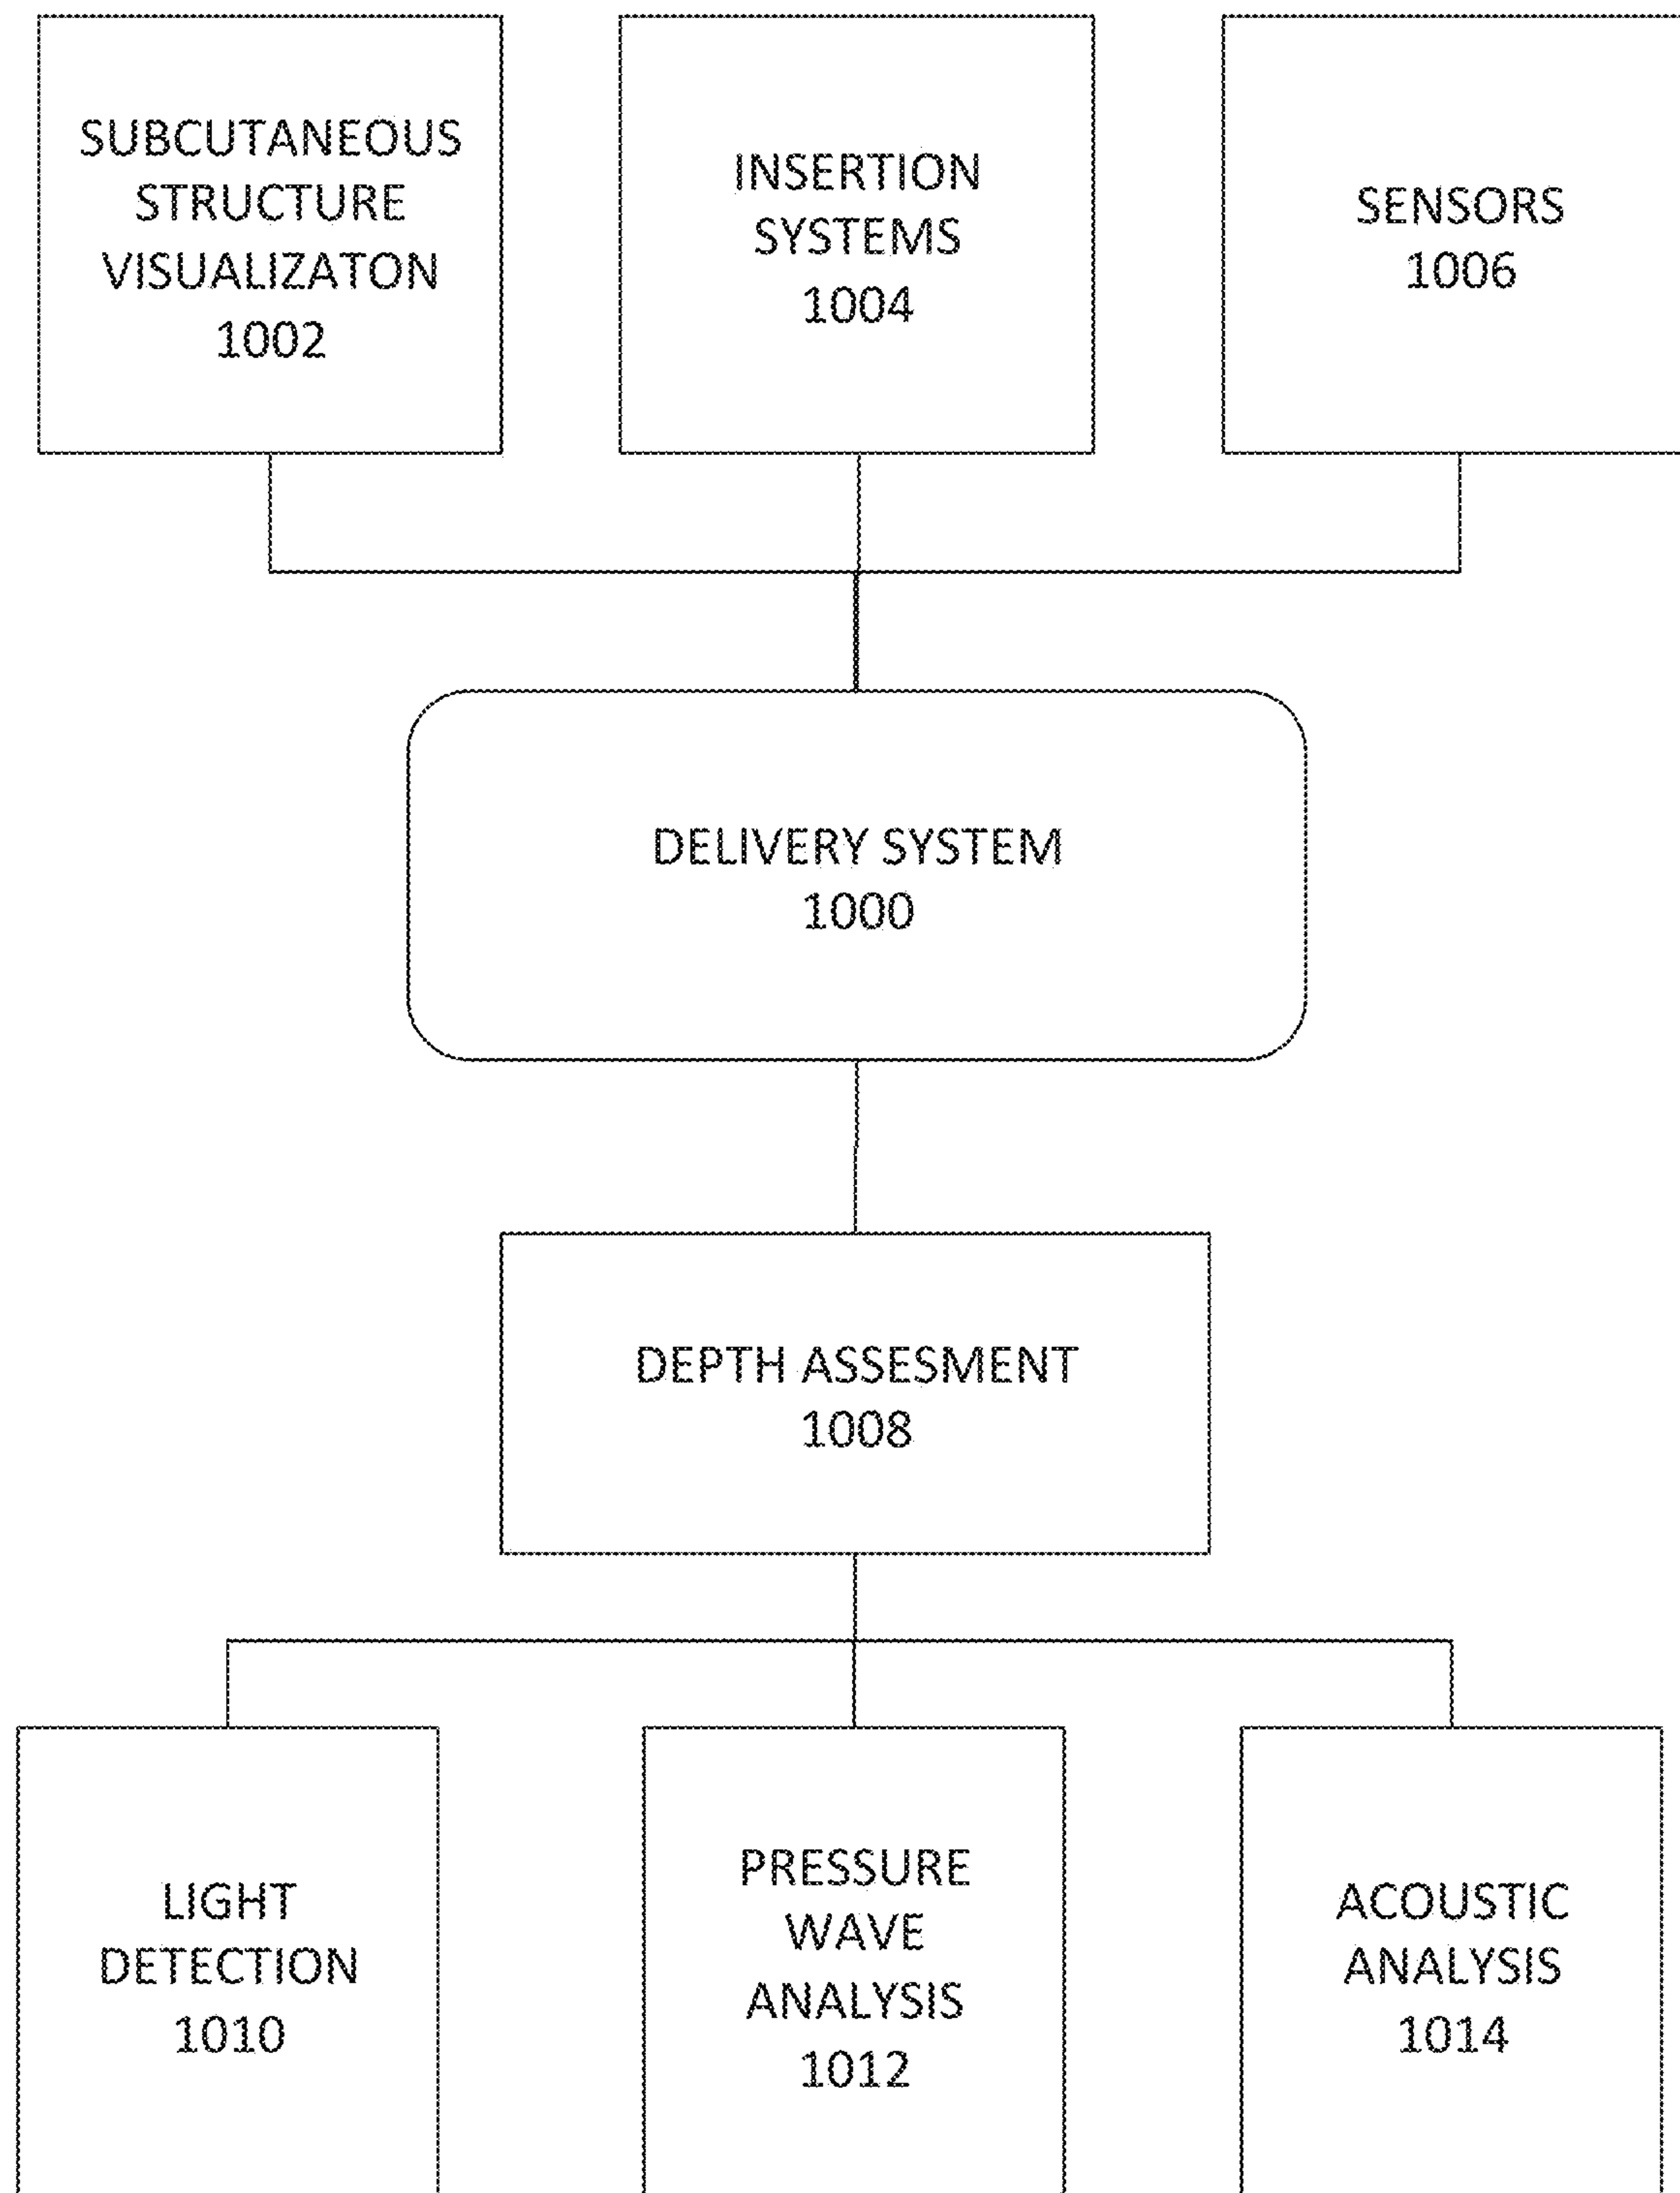 SUBCUTANEOUS
STRUCTURE
VISUALIZATON
1002
INSERTION
SYSTEMS
1004
SENSORS
1006
DELIVERY SYSTEM
1000
DEPTH ASSESMENT
1008
LIGHT
DETECTION
1010
PRESSURE
WAVE
ANALYSIS
1012
ACOUSTIC
ANALYSIS
1014